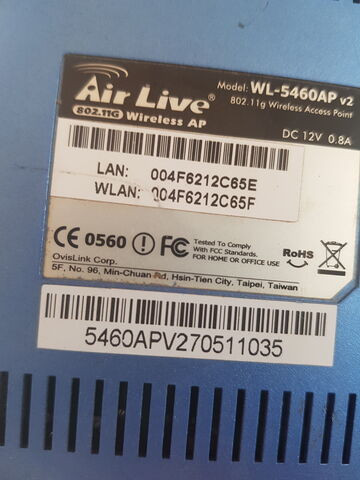 Air Live®
802.11G Wireless AP
Model: WL-5460AP v2
802.11g Wireless Access Point
DC 12V 0.8A
LAN: 004F6212C65E
WLAN: 004F6212C65F
CE 0560 FC Tested To Comply
With FCC Standards.
FOR HOME OR OFFICE USE
RoHS
OvisLink Corp.
5F, No. 96, Min-Chuan Rd, Hsin-Tien City, Taipei, Taiwan
5460APV270511035